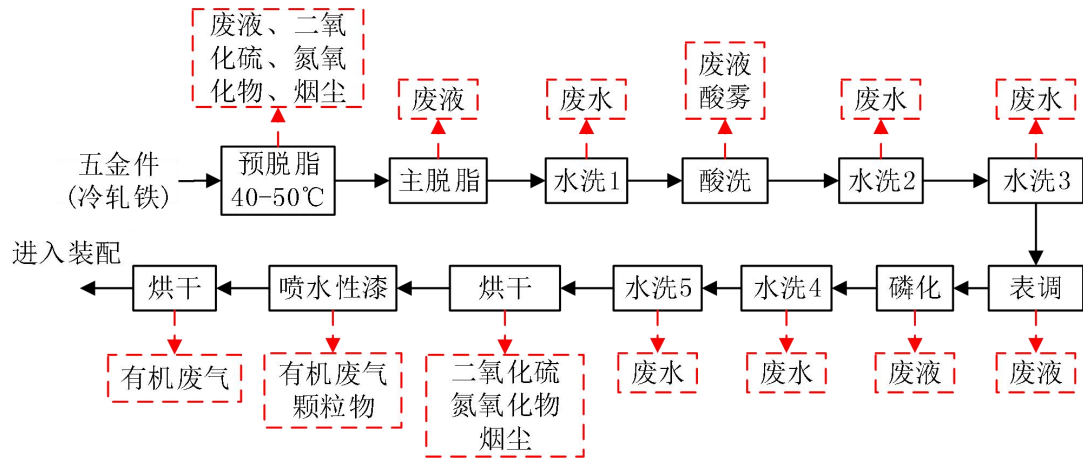 废液、二氧
化硫、氮氧
化物、烟尘
废液
废水
废液
酸雾
废水
废水
五金件
(冷轧铁)
预脱脂
40-50℃
主脱脂
水洗1
酸洗
水洗2
水洗3
进入装配
烘干
喷水性漆
烘干
水洗5
水洗4
磷化
表调
有机废气
有机废气
颗粒物
二氧化硫
氮氧化物
烟尘
废水
废水
废液
废液